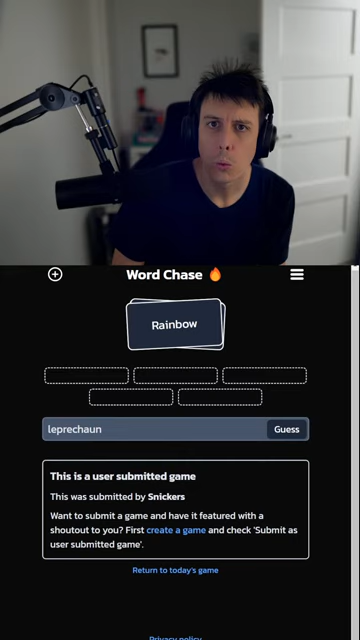 Word Chase 🔥
Rainbow
leprechaun
Guess
This is a user submitted game
This was submitted by Snickers
Want to submit a game and have it featured with a
shoutout to you? First create a game and check 'Submit as
user submitted game'.
Return to today's game
Privacy policy